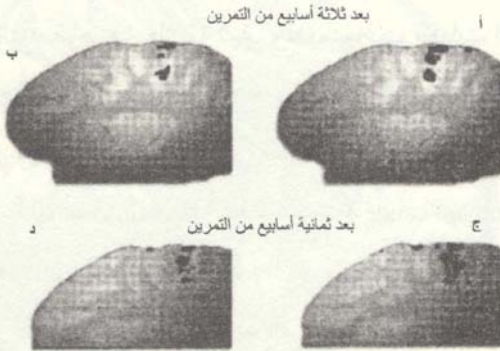 بعد ثلاثة أسابيع من التمرين
أ
ب
بعد ثمانية أسابيع من التمرين
ج
د